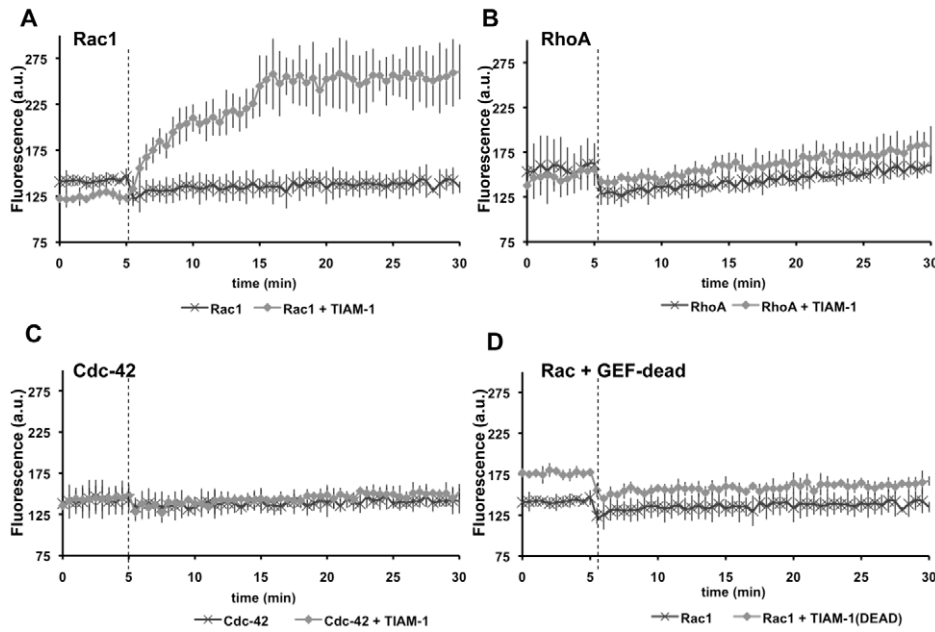 A
Rac1
Fluorescence (a.u.)
275
225
175
125
75
0 5 10 15 20 25 30
time (min)
Rac1 Rac1 + TIAM-1
B
RhoA
Fluorescence (a.u.)
275
225
175
125
75
0 5 10 15 20 25 30
time (min)
RhoA RhoA + TIAM-1
C
Cdc-42
Fluorescence (a.u.)
275
225
175
125
75
0 5 10 15 20 25 30
time (min)
Cdc-42 Cdc-42 + TIAM-1
D
Rac + GEF-dead
Fluorescence (a.u.)
275
225
175
125
75
0 5 10 15 20 25 30
time (min)
Rac1 Rac1 + TIAM-1(DEAD)